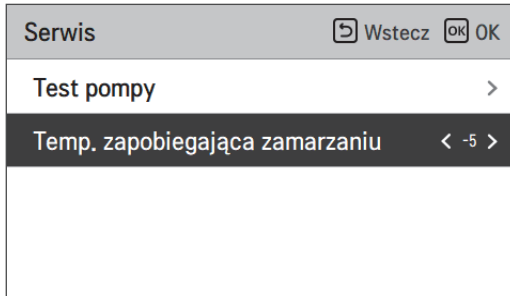 Serwis Wstecz OK OK
Test pompy >
Temp. zapobiegająca zamarzaniu < -5 >